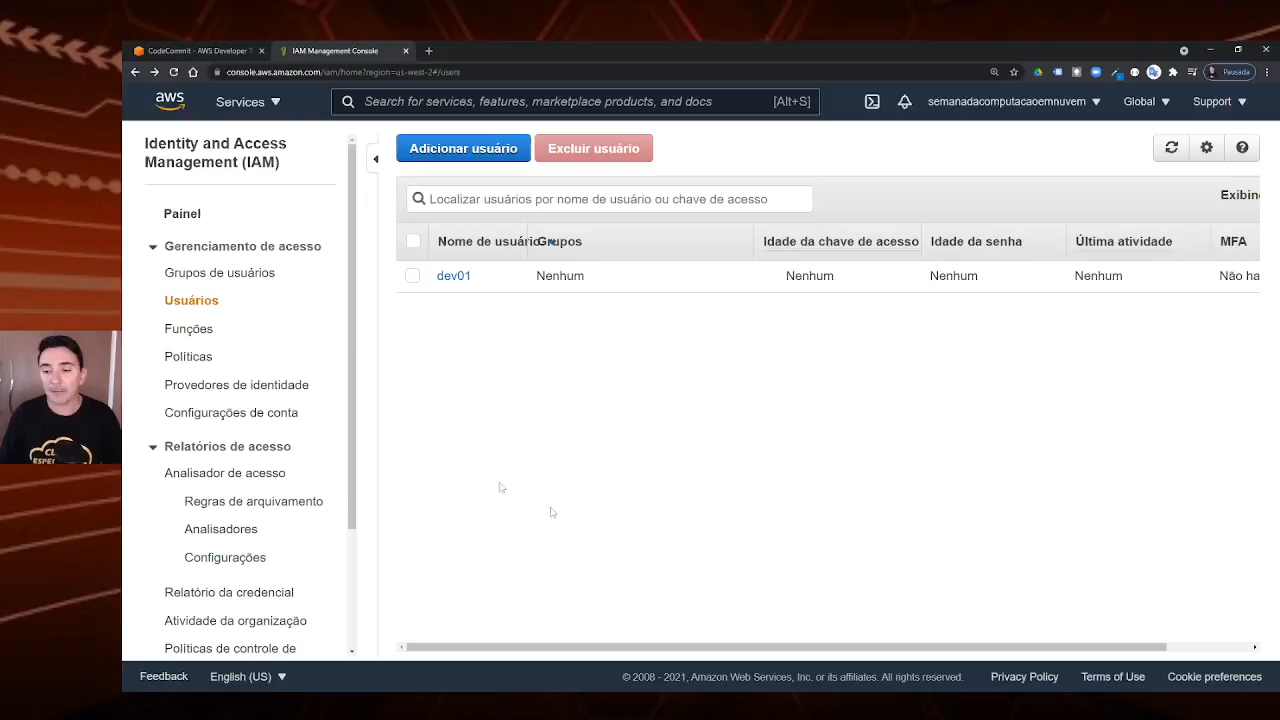 CodeCommit - AWS Developer T
IAM Management Console
console.aws.amazon.com/iam/home?region=us-west-2#/users
Pausada
aws
Services
Search for services, features, marketplace products, and docs
[Alt+S]
semanadacomputacaoemnuvem
Global
Support
Identity and Access
Management (IAM)
Painel
Gerenciamento de acesso
Grupos de usuários
Usuários
Funções
Políticas
Provedores de identidade
Configurações de conta
Relatórios de acesso
Analisador de acesso
Regras de arquivamento
Analisadores
Configurações
Relatório da credencial
Atividade da organização
Políticas de controle de
Adicionar usuário
Excluir usuário
Localizar usuários por nome de usuário ou chave de acesso
Exibin
Nome de usuário Grupos Idade da chave de acesso Idade da senha Última atividade MFA
dev01 Nenhum Nenhum Nenhum Nenhum Não ha
Feedback
English (US)
© 2008 - 2021, Amazon Web Services, Inc. or its affiliates. All rights reserved.
Privacy Policy
Terms of Use
Cookie preferences